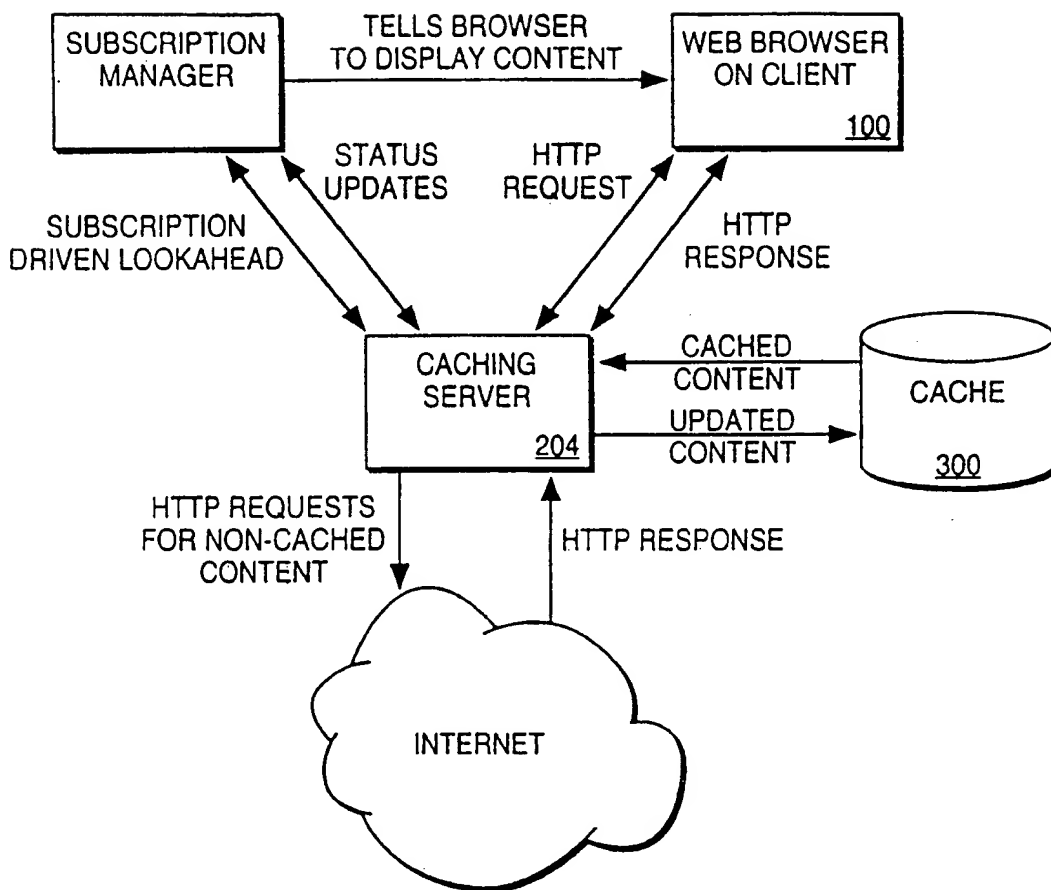 SUBSCRIPTION
MANAGER
TELLS BROWSER
TO DISPLAY CONTENT
WEB BROWSER
ON CLIENT
100
STATUS
UPDATES
HTTP
REQUEST
SUBSCRIPTION
DRIVEN LOOKAHEAD
HTTP
RESPONSE
CACHING
SERVER
204
CACHED
CONTENT
UPDATED
CONTENT
CACHE
300
HTTP REQUESTS
FOR NON-CACHED
CONTENT
HTTP RESPONSE
INTERNET